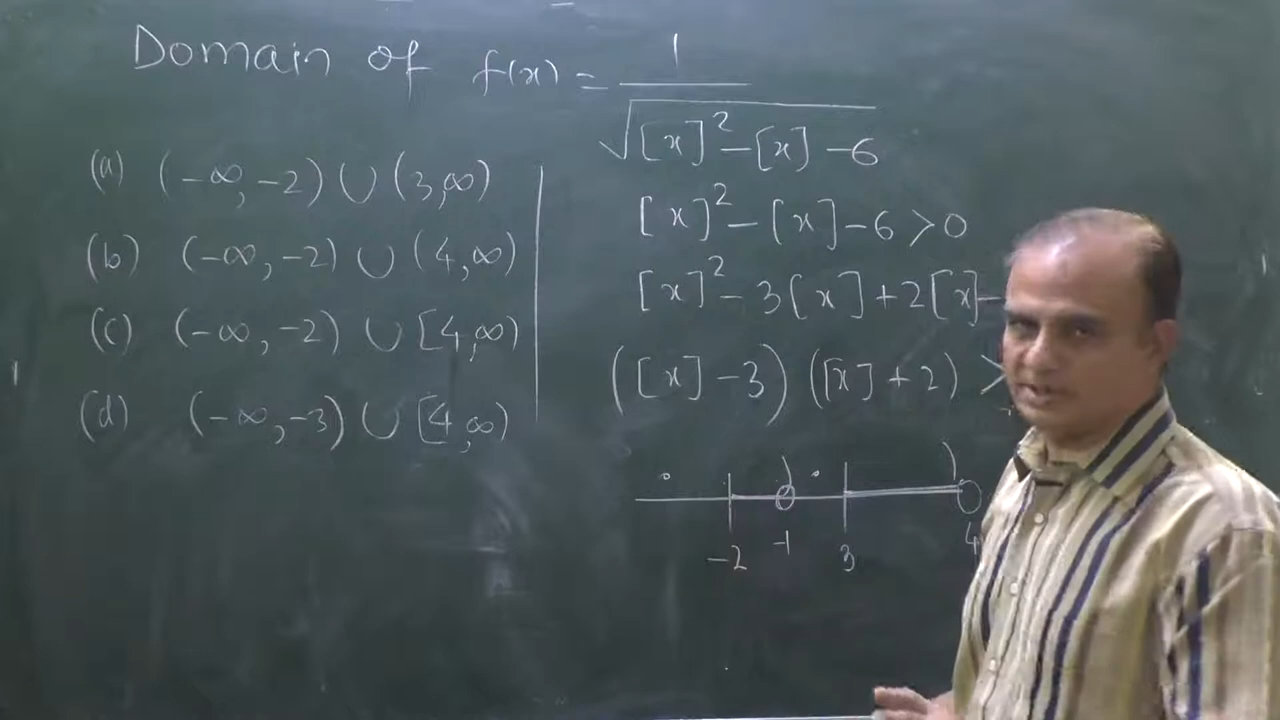 Domain of f(x) = 1 / √([x]² - [x] - 6)
(a) (-∞, -2) ∪ (3, ∞)
(b) (-∞, -2) ∪ (4, ∞)
(c) (-∞, -2) ∪ [4, ∞)
(d) (-∞, -3) ∪ [4, ∞)
[x]² - [x] - 6 > 0
[x]² - 3[x] + 2[x] -
([x] - 3) ([x] + 2) >
-2 -1 3 4